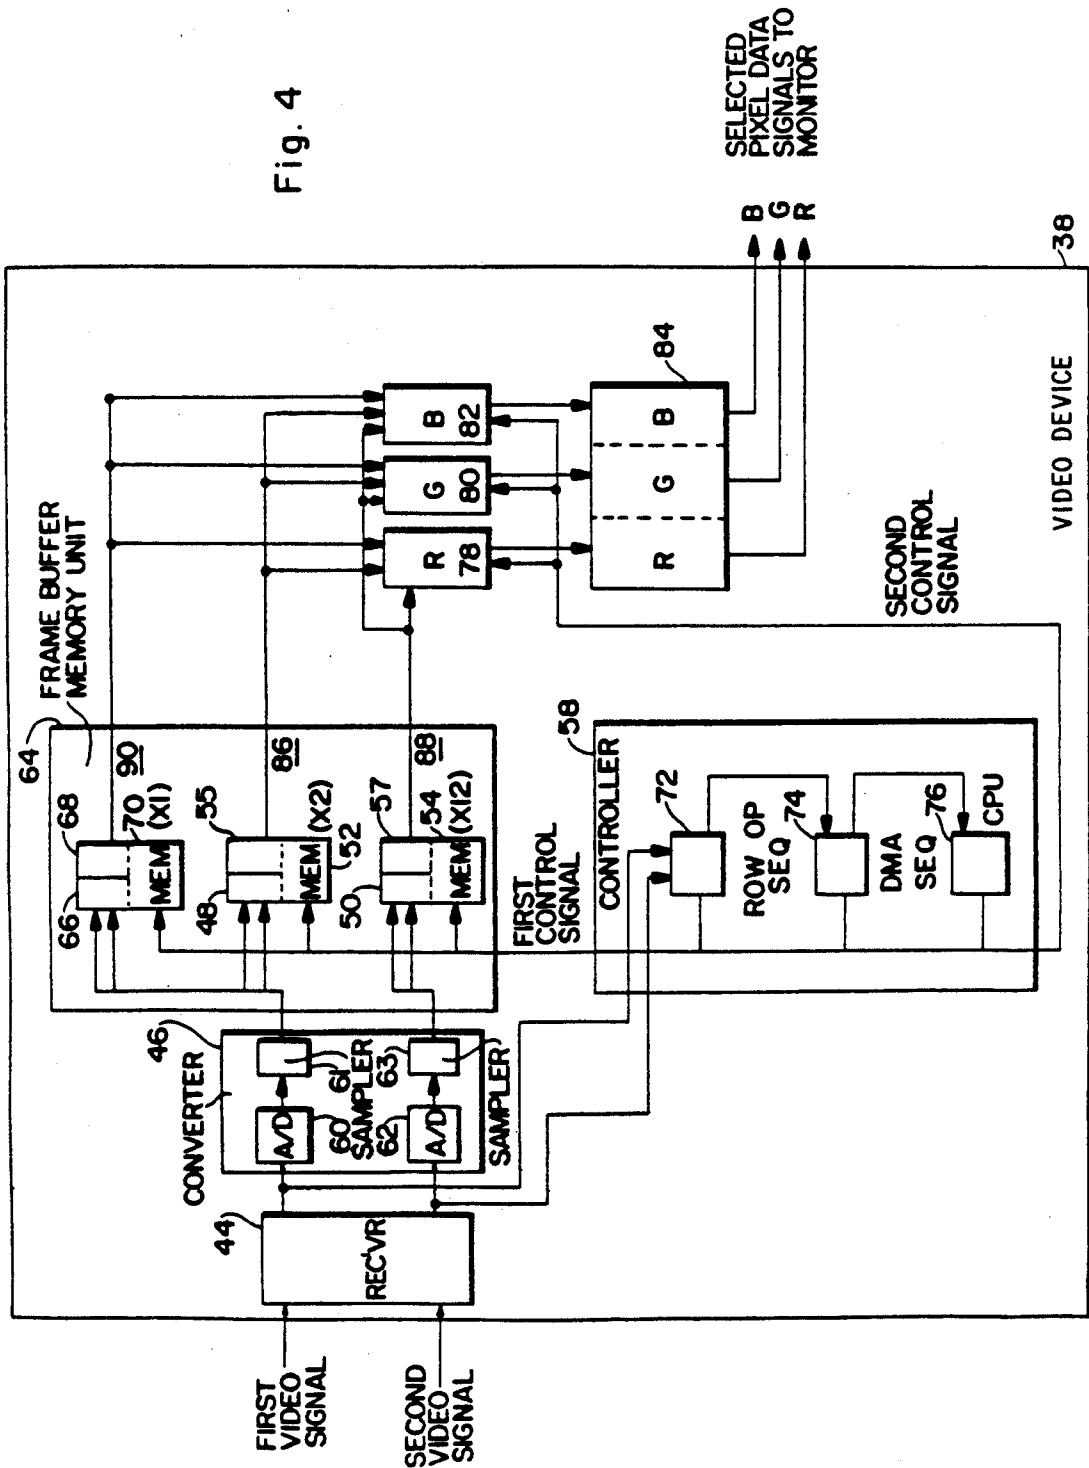 Fig. 4
FIRST
VIDEO
SIGNAL
SECOND
VIDEO
SIGNAL
44
REC'VR
CONVERTER
46
A/D
60
61
SAMPLER
A/D
62
63
SAMPLER
64
FRAME BUFFER
MEMORY UNIT
66
68
70
MEM
(X1)
90
48
55
MEM
(X2)
52
86
50
57
54
MEM
(X12)
88
FIRST
CONTROL
SIGNAL
CONTROLLER
58
72
ROW OP
SEQ
74
DMA
SEQ
76
CPU
R
78
G
80
B
82
R
G
B
84
SECOND
CONTROL
SIGNAL
VIDEO DEVICE
38
B
G
R
SELECTED
PIXEL DATA
SIGNALS TO
MONITOR